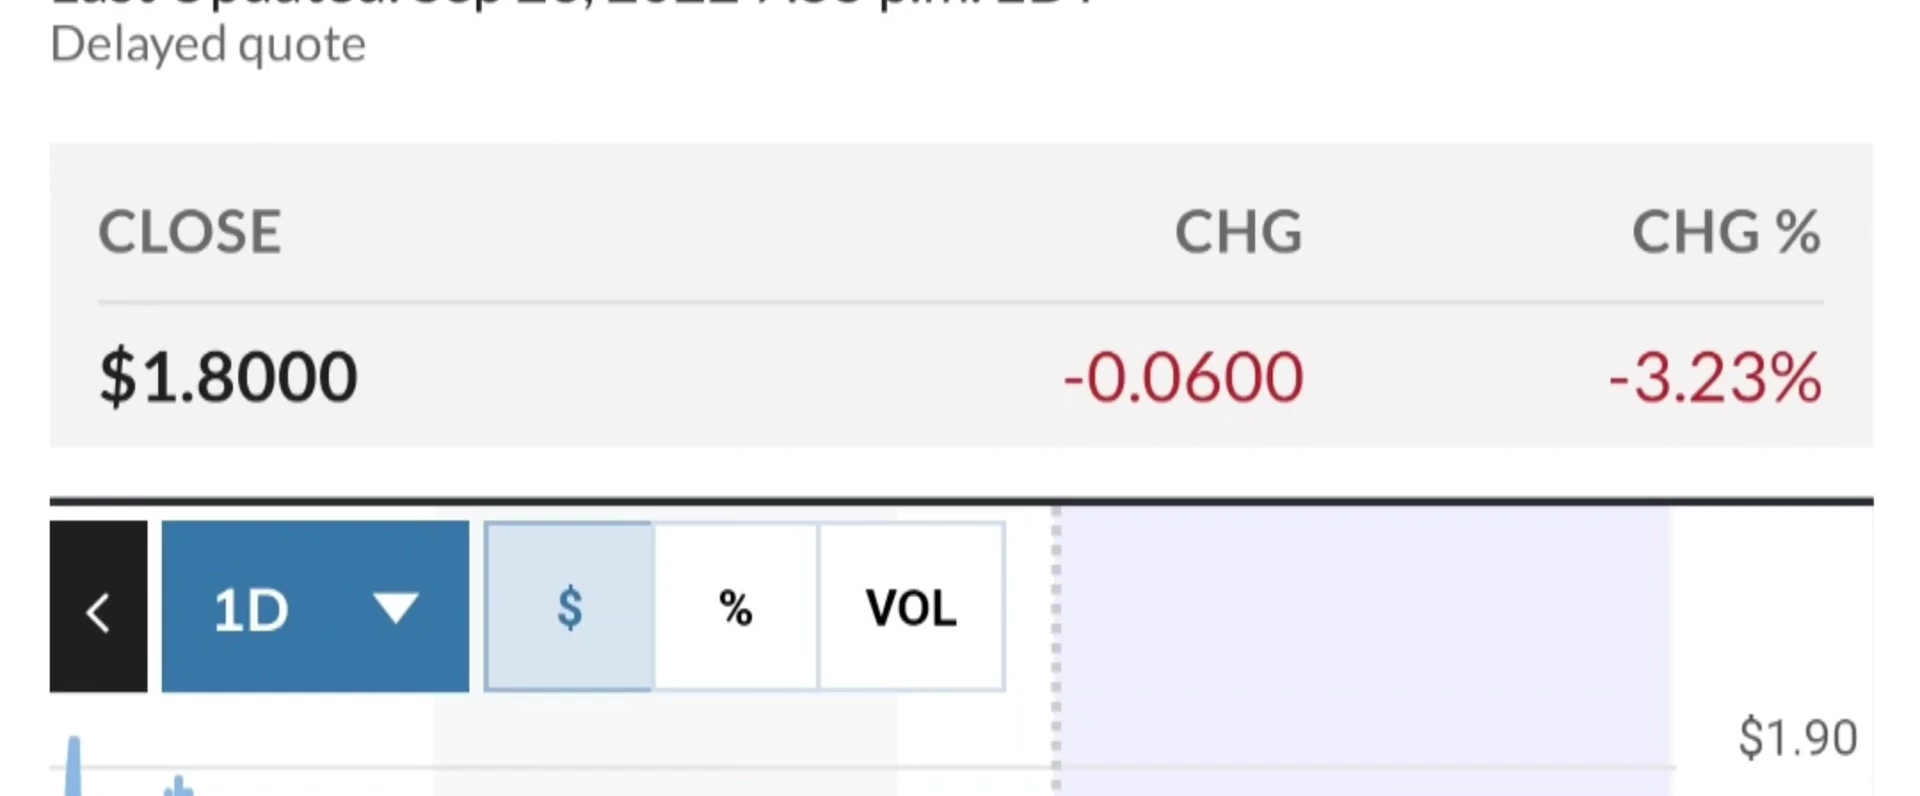 Delayed quote
CLOSE CHG CHG %
$1.8000 -0.0600 -3.23%
1D $ % VOL
$1.90